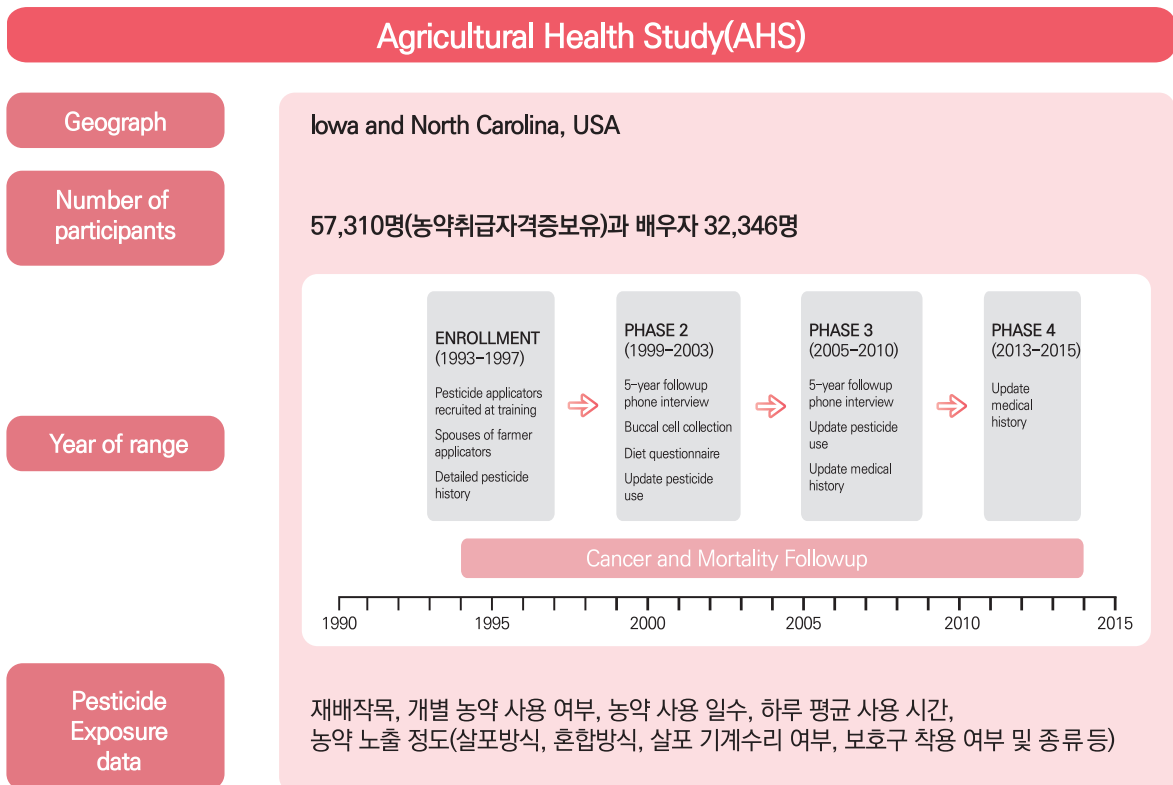 Agricultural Health Study(AHS)
Geograph
Iowa and North Carolina, USA
Number of
participants
57,310명(농약취급자격증보유)과 배우자 32,346명
Year of range
ENROLLMENT
(1993-1997)
Pesticide applicators
recruited at training
Spouses of farmer
applicators
Detailed pesticide
history
PHASE 2
(1999-2003)
5-year followup
phone interview
Buccal cell collection
Diet questionnaire
Update pesticide
use
PHASE 3
(2005-2010)
5-year followup
phone interview
Update pesticide
use
Update medical
history
PHASE 4
(2013-2015)
Update
medical
history
Cancer and Mortality Followup
1990 1995 2000 2005 2010 2015
Pesticide
Exposure
data
재배작목, 개별 농약 사용 여부, 농약 사용 일수, 하루 평균 사용 시간,
농약 노출 정도(살포방식, 혼합방식, 살포 기계수리 여부, 보호구 착용 여부 및 종류 등)